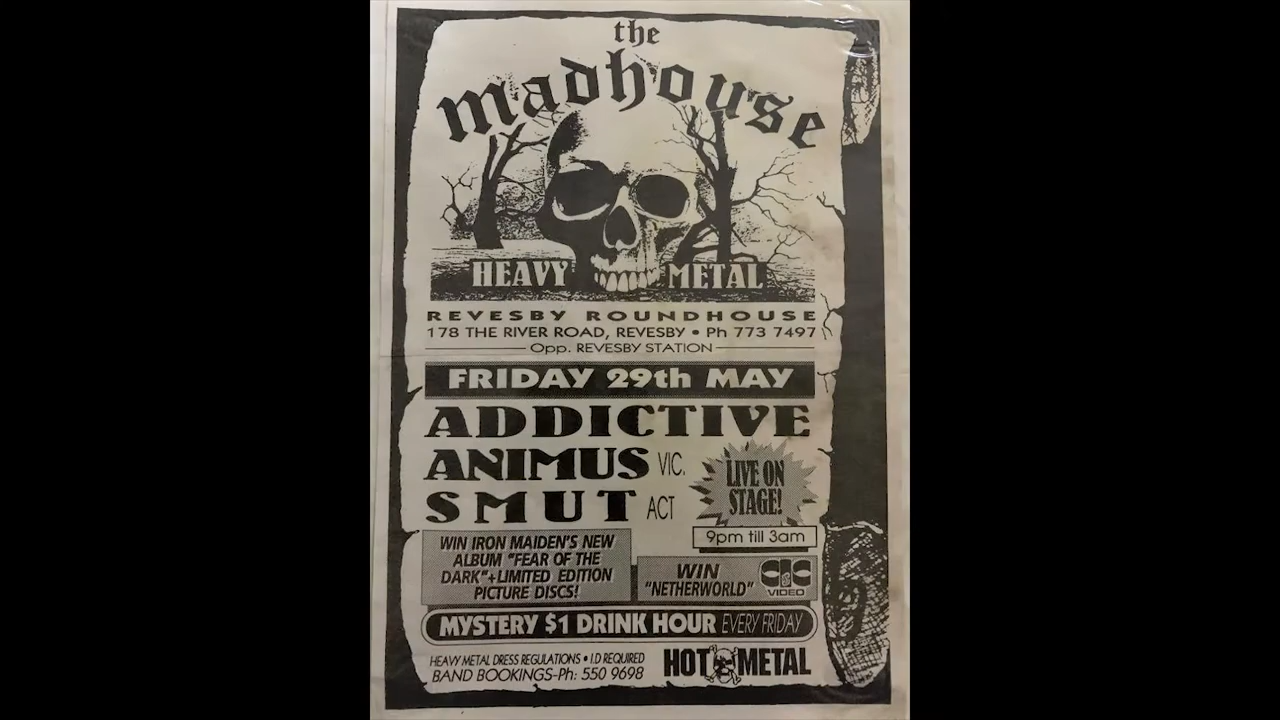 the
madhouse
HEAVY METAL
REVESBY ROUNDHOUSE
178 THE RIVER ROAD, REVESBY • Ph 773 7497
Opp. REVESBY STATION
FRIDAY 29th MAY
ADDICTIVE
ANIMUS VIC.
SMUT ACT
LIVE ON
STAGE!
9pm till 3am
WIN IRON MAIDEN'S NEW
ALBUM "FEAR OF THE
DARK"+LIMITED EDITION
PICTURE DISCS!
WIN
"NETHERWORLD"
CIC
VIDEO
MYSTERY $1 DRINK HOUR EVERY FRIDAY
HEAVY METAL DRESS REGULATIONS • I.D REQUIRED
BAND BOOKINGS-Ph: 550 9698
HOT METAL